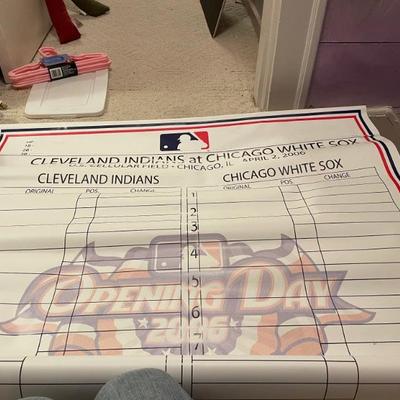 CLEVELAND INDIANS at CHICAGO WHITE SOX
U.S. CELLULAR FIELD • CHICAGO, IL APRIL 2, 2006
CLEVELAND INDIANS CHICAGO WHITE SOX
ORIGINAL POS. CHANGE ORIGINAL POS. CHANGE
1
2
3
4
5
6
7
OPENING DAY
2006